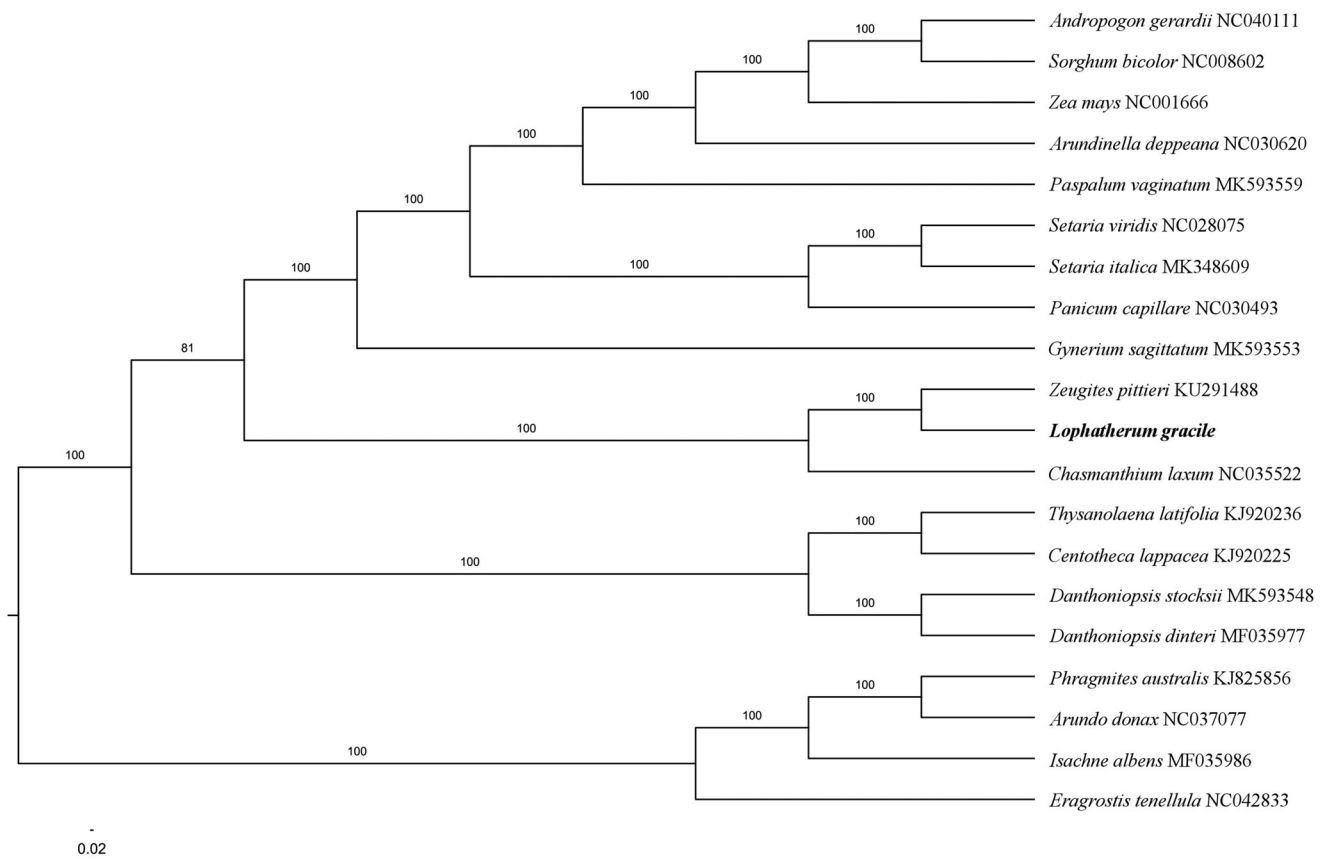 100
Andropogon gerardii NC040111
100
Sorghum bicolor NC008602
100
Zea mays NC001666
100
Arundinella deppeana NC030620
100
Paspalum vaginatum MK593559
100
Setaria viridis NC028075
100
Setaria italica MK348609
100
Panicum capillare NC030493
100
Gynerium sagittatum MK593553
81
Zeugites pittieri KU291488
100
Lophatherum gracile
100
Chasmanthium laxum NC035522
100
Thysanolaena latifolia KJ920236
100
Centotheca lappacea KJ920225
100
Danthoniopsis stocksii MK593548
100
Danthoniopsis dinteri MF035977
100
Phragmites australis KJ825856
100
Arundo donax NC037077
100
Isachne albens MF035986
Eragrostis tenellula NC042833
0.02